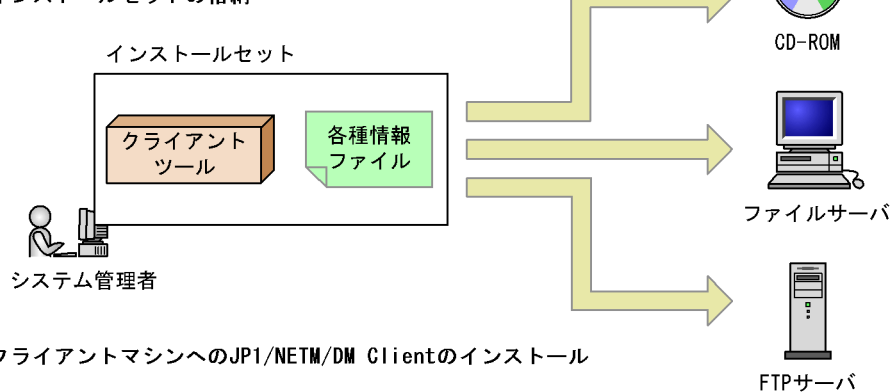 インストールセットの格納
CD-ROM
インストールセット
クライアント
ツール
各種情報
ファイル
ファイルサーバ
システム管理者
クライアントマシンへのJP1/NETM/DM Clientのインストール
FTPサーバ